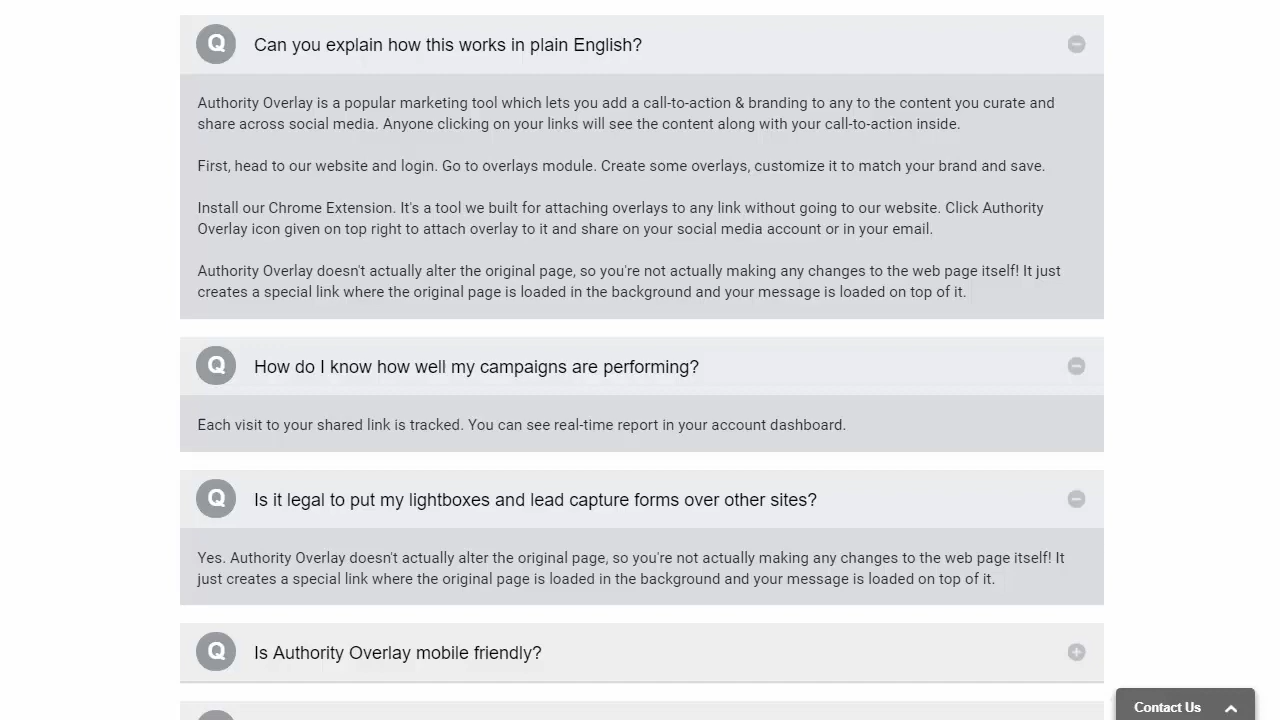 Q Can you explain how this works in plain English?
Authority Overlay is a popular marketing tool which lets you add a call-to-action & branding to any to the content you curate and
share across social media. Anyone clicking on your links will see the content along with your call-to-action inside.
First, head to our website and login. Go to overlays module. Create some overlays, customize it to match your brand and save.
Install our Chrome Extension. It's a tool we built for attaching overlays to any link without going to our website. Click Authority
Overlay icon given on top right to attach overlay to it and share on your social media account or in your email.
Authority Overlay doesn't actually alter the original page, so you're not actually making any changes to the web page itself! It just
creates a special link where the original page is loaded in the background and your message is loaded on top of it.
Q How do I know how well my campaigns are performing?
Each visit to your shared link is tracked. You can see real-time report in your account dashboard.
Q Is it legal to put my lightboxes and lead capture forms over other sites?
Yes. Authority Overlay doesn't actually alter the original page, so you're not actually making any changes to the web page itself! It
just creates a special link where the original page is loaded in the background and your message is loaded on top of it.
Q Is Authority Overlay mobile friendly?
Contact Us